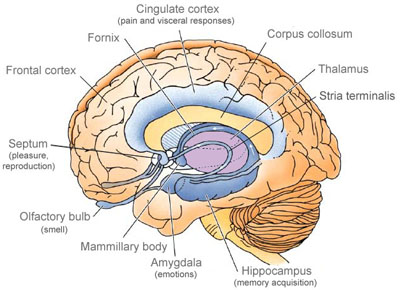 Cingulate cortex
(pain and visceral responses)
Fornix
Corpus collosum
Frontal cortex
Thalamus
Stria terminalis
Septum
(pleasure,
reproduction)
Olfactory bulb
(smell)
Mammillary body
Amygdala
(emotions)
Hippocampus
(memory acquisition)